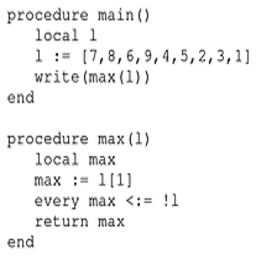 procedure main()
   local l
   l := [7,8,6,9,4,5,2,3,1]
   write(max(l))
end

procedure max(l)
   local max
   max := l[1]
   every max <:= !l
   return max
end